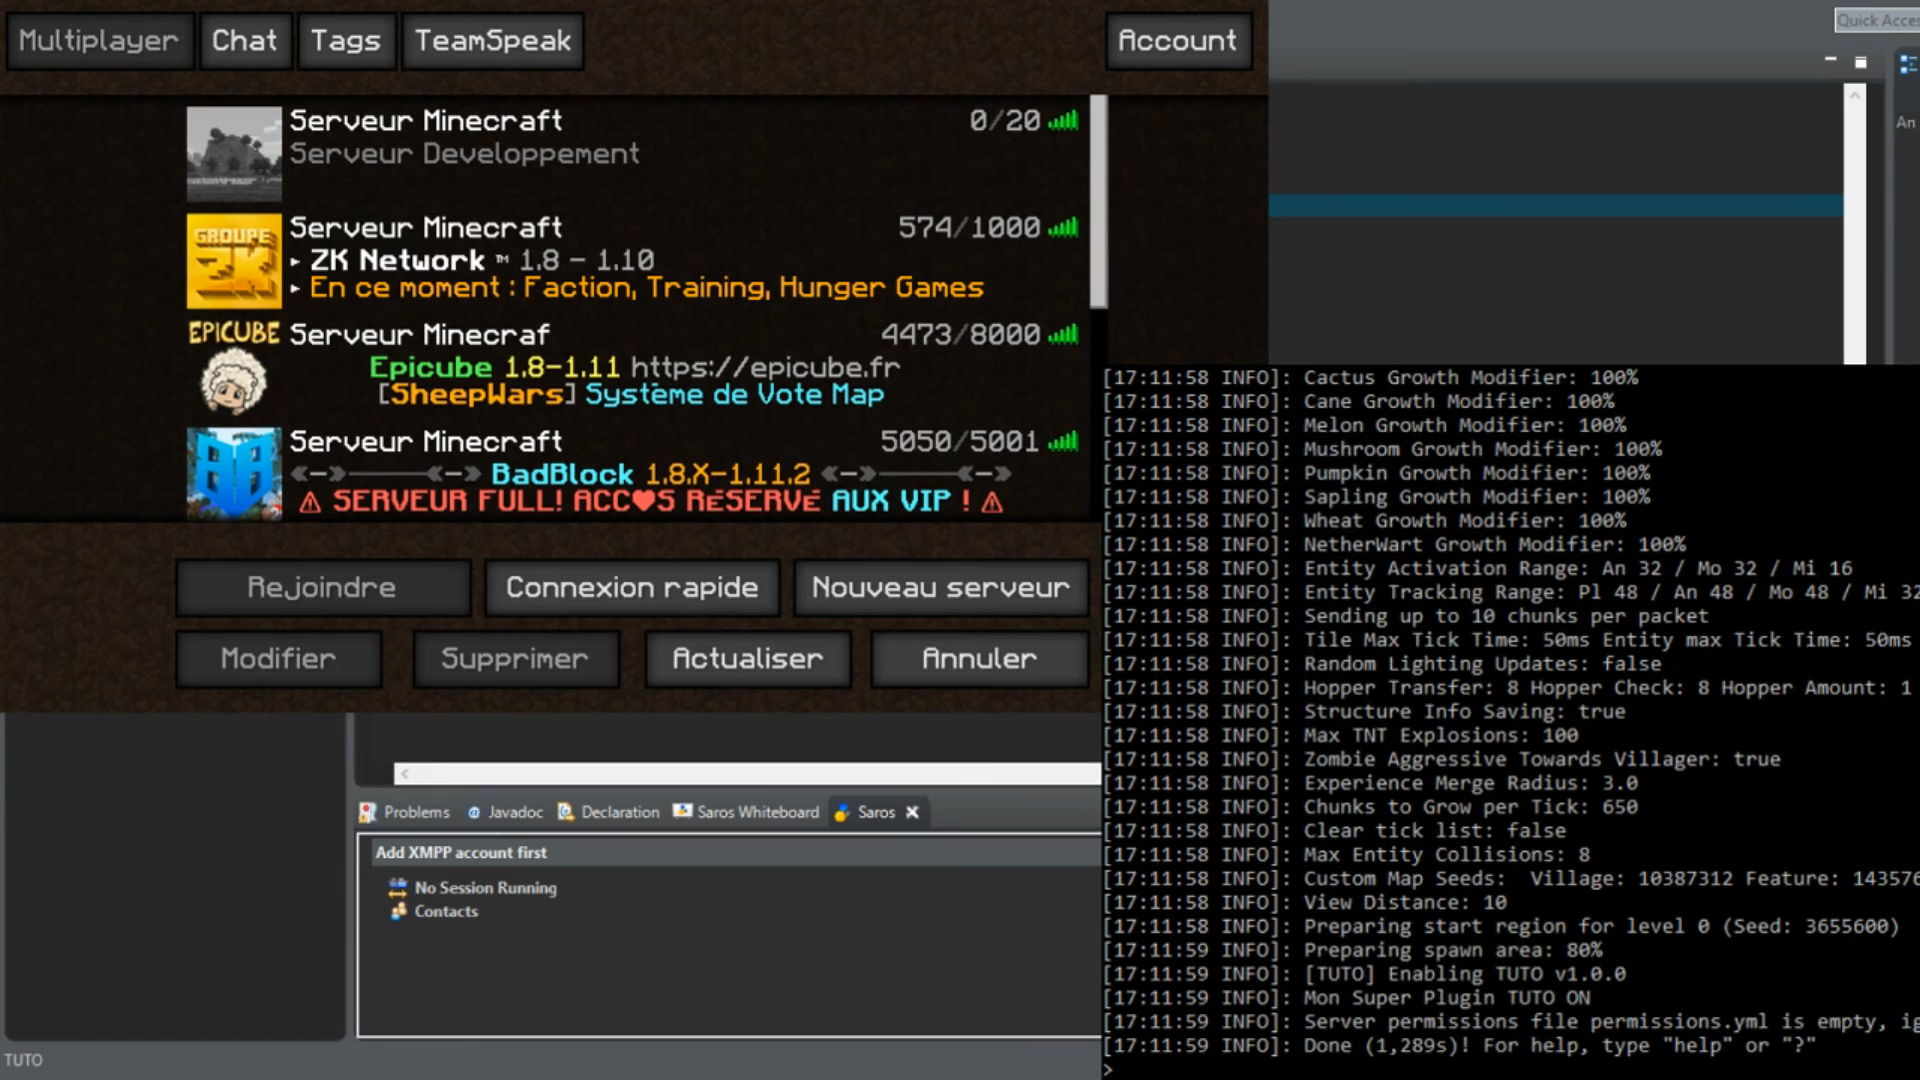 Multiplayer Chat Tags TeamSpeak Account
Serveur Minecraft 0/20
Serveur Developpement
GROUPE ZK
Serveur Minecraft 574/1000
▸ ZK Network ™ 1.8 - 1.10
▸ En ce moment : Faction, Training, Hunger Games
EPICUBE
Serveur Minecraf 4473/8000
Epicube 1.8-1.11 https://epicube.fr
[SheepWars] Système de Vote Map
Serveur Minecraft 5050/5001
«-»———«-» BadBlock 1.8.X-1.11.2 «-»———«-»
⚠ SERVEUR FULL! ACC♥S RÉSERVÉ AUX VIP ! ⚠
Rejoindre Connexion rapide Nouveau serveur
Modifier Supprimer Actualiser Annuler
Quick Acces
An
Problems @ Javadoc Declaration Saros Whiteboard Saros
Add XMPP account first
No Session Running
Contacts
TUTO
[17:11:58 INFO]: Cactus Growth Modifier: 100%
[17:11:58 INFO]: Cane Growth Modifier: 100%
[17:11:58 INFO]: Melon Growth Modifier: 100%
[17:11:58 INFO]: Mushroom Growth Modifier: 100%
[17:11:58 INFO]: Pumpkin Growth Modifier: 100%
[17:11:58 INFO]: Sapling Growth Modifier: 100%
[17:11:58 INFO]: Wheat Growth Modifier: 100%
[17:11:58 INFO]: NetherWart Growth Modifier: 100%
[17:11:58 INFO]: Entity Activation Range: An 32 / Mo 32 / Mi 16
[17:11:58 INFO]: Entity Tracking Range: Pl 48 / An 48 / Mo 48 / Mi 32
[17:11:58 INFO]: Sending up to 10 chunks per packet
[17:11:58 INFO]: Tile Max Tick Time: 50ms Entity max Tick Time: 50ms
[17:11:58 INFO]: Random Lighting Updates: false
[17:11:58 INFO]: Hopper Transfer: 8 Hopper Check: 8 Hopper Amount: 1
[17:11:58 INFO]: Structure Info Saving: true
[17:11:58 INFO]: Max TNT Explosions: 100
[17:11:58 INFO]: Zombie Aggressive Towards Villager: true
[17:11:58 INFO]: Experience Merge Radius: 3.0
[17:11:58 INFO]: Chunks to Grow per Tick: 650
[17:11:58 INFO]: Clear tick list: false
[17:11:58 INFO]: Max Entity Collisions: 8
[17:11:58 INFO]: Custom Map Seeds:  Village: 10387312 Feature: 143576
[17:11:58 INFO]: View Distance: 10
[17:11:58 INFO]: Preparing start region for level 0 (Seed: 3655600)
[17:11:59 INFO]: Preparing spawn area: 80%
[17:11:59 INFO]: [TUTO] Enabling TUTO v1.0.0
[17:11:59 INFO]: Mon Super Plugin TUTO ON
[17:11:59 INFO]: Server permissions file permissions.yml is empty, ig
[17:11:59 INFO]: Done (1,289s)! For help, type "help" or "?"
>